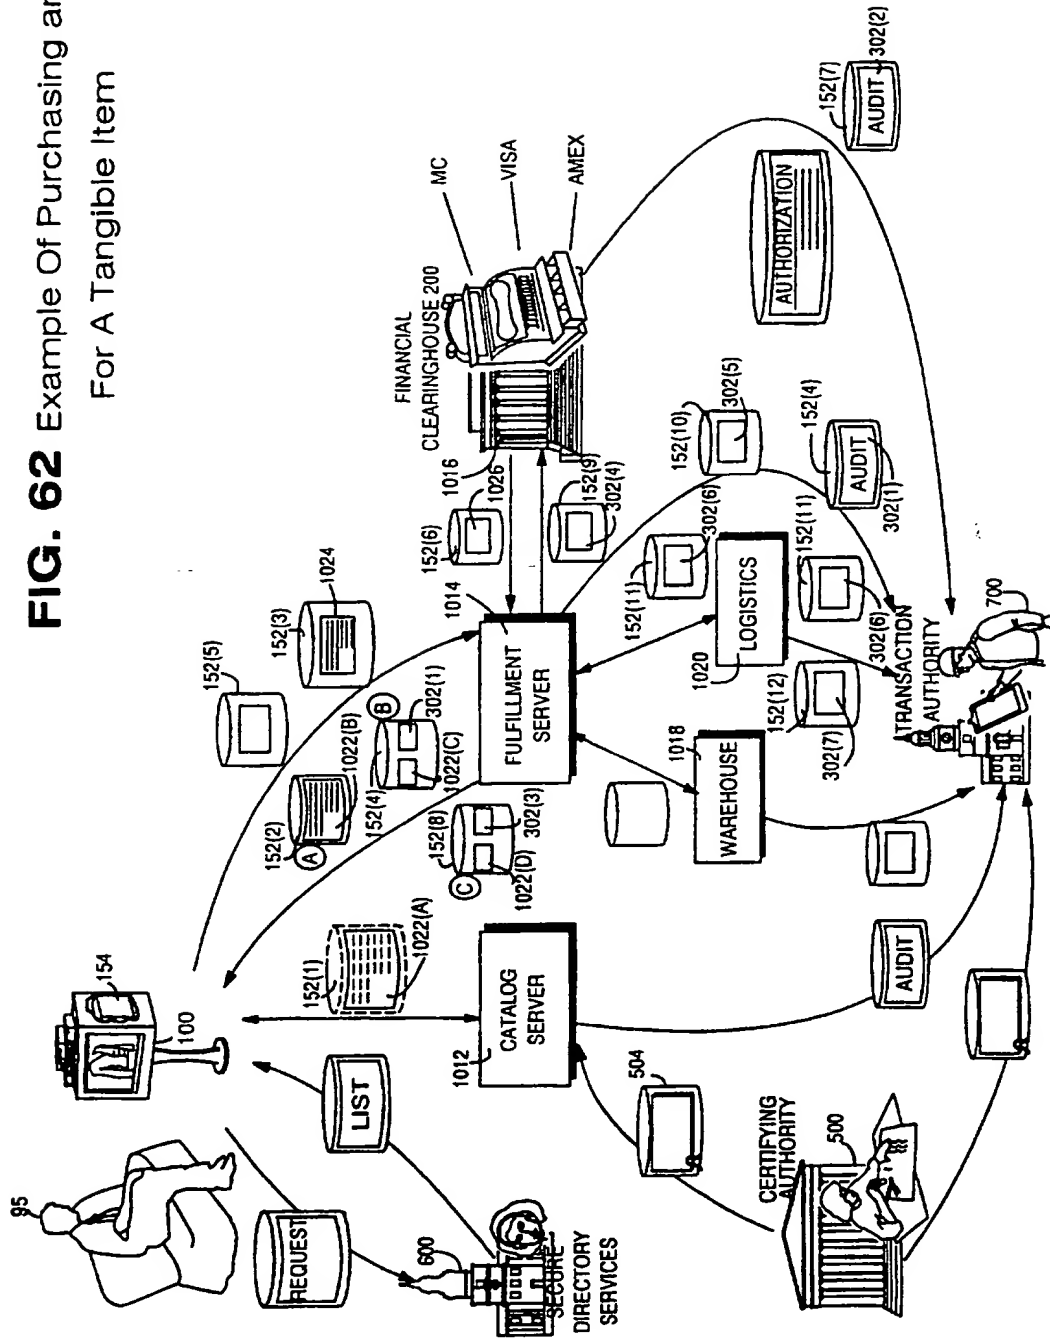 FIG. 62 Example Of Purchasing
For A Tangible Item
95
154
100
REQUEST
LIST
600
SECURE
DIRECTORY
SERVICES
152(1)
1022(A)
1012
CATALOG
SERVER
504
CERTIFYING
AUTHORITY
500
AUDIT
152(5)
152(3)
1024
152(2)
A
1022(B)
152(4)
B
302(1)
1022(C)
152(8)
C
302(3)
1022(D)
1014
FULFILLMENT
SERVER
152(6)
1026
1016
FINANCIAL
CLEARINGHOUSE 200
MC
VISA
AMEX
152(9)
302(4)
1018
WAREHOUSE
1020
LOGISTICS
152(11)
302(6)
152(10)
302(5)
152(4)
AUDIT
302(1)
152(11)
302(6)
152(12)
302(7)
TRANSACTION
AUTHORITY
700
AUTHORIZATION
152(7)
AUDIT
302(2)